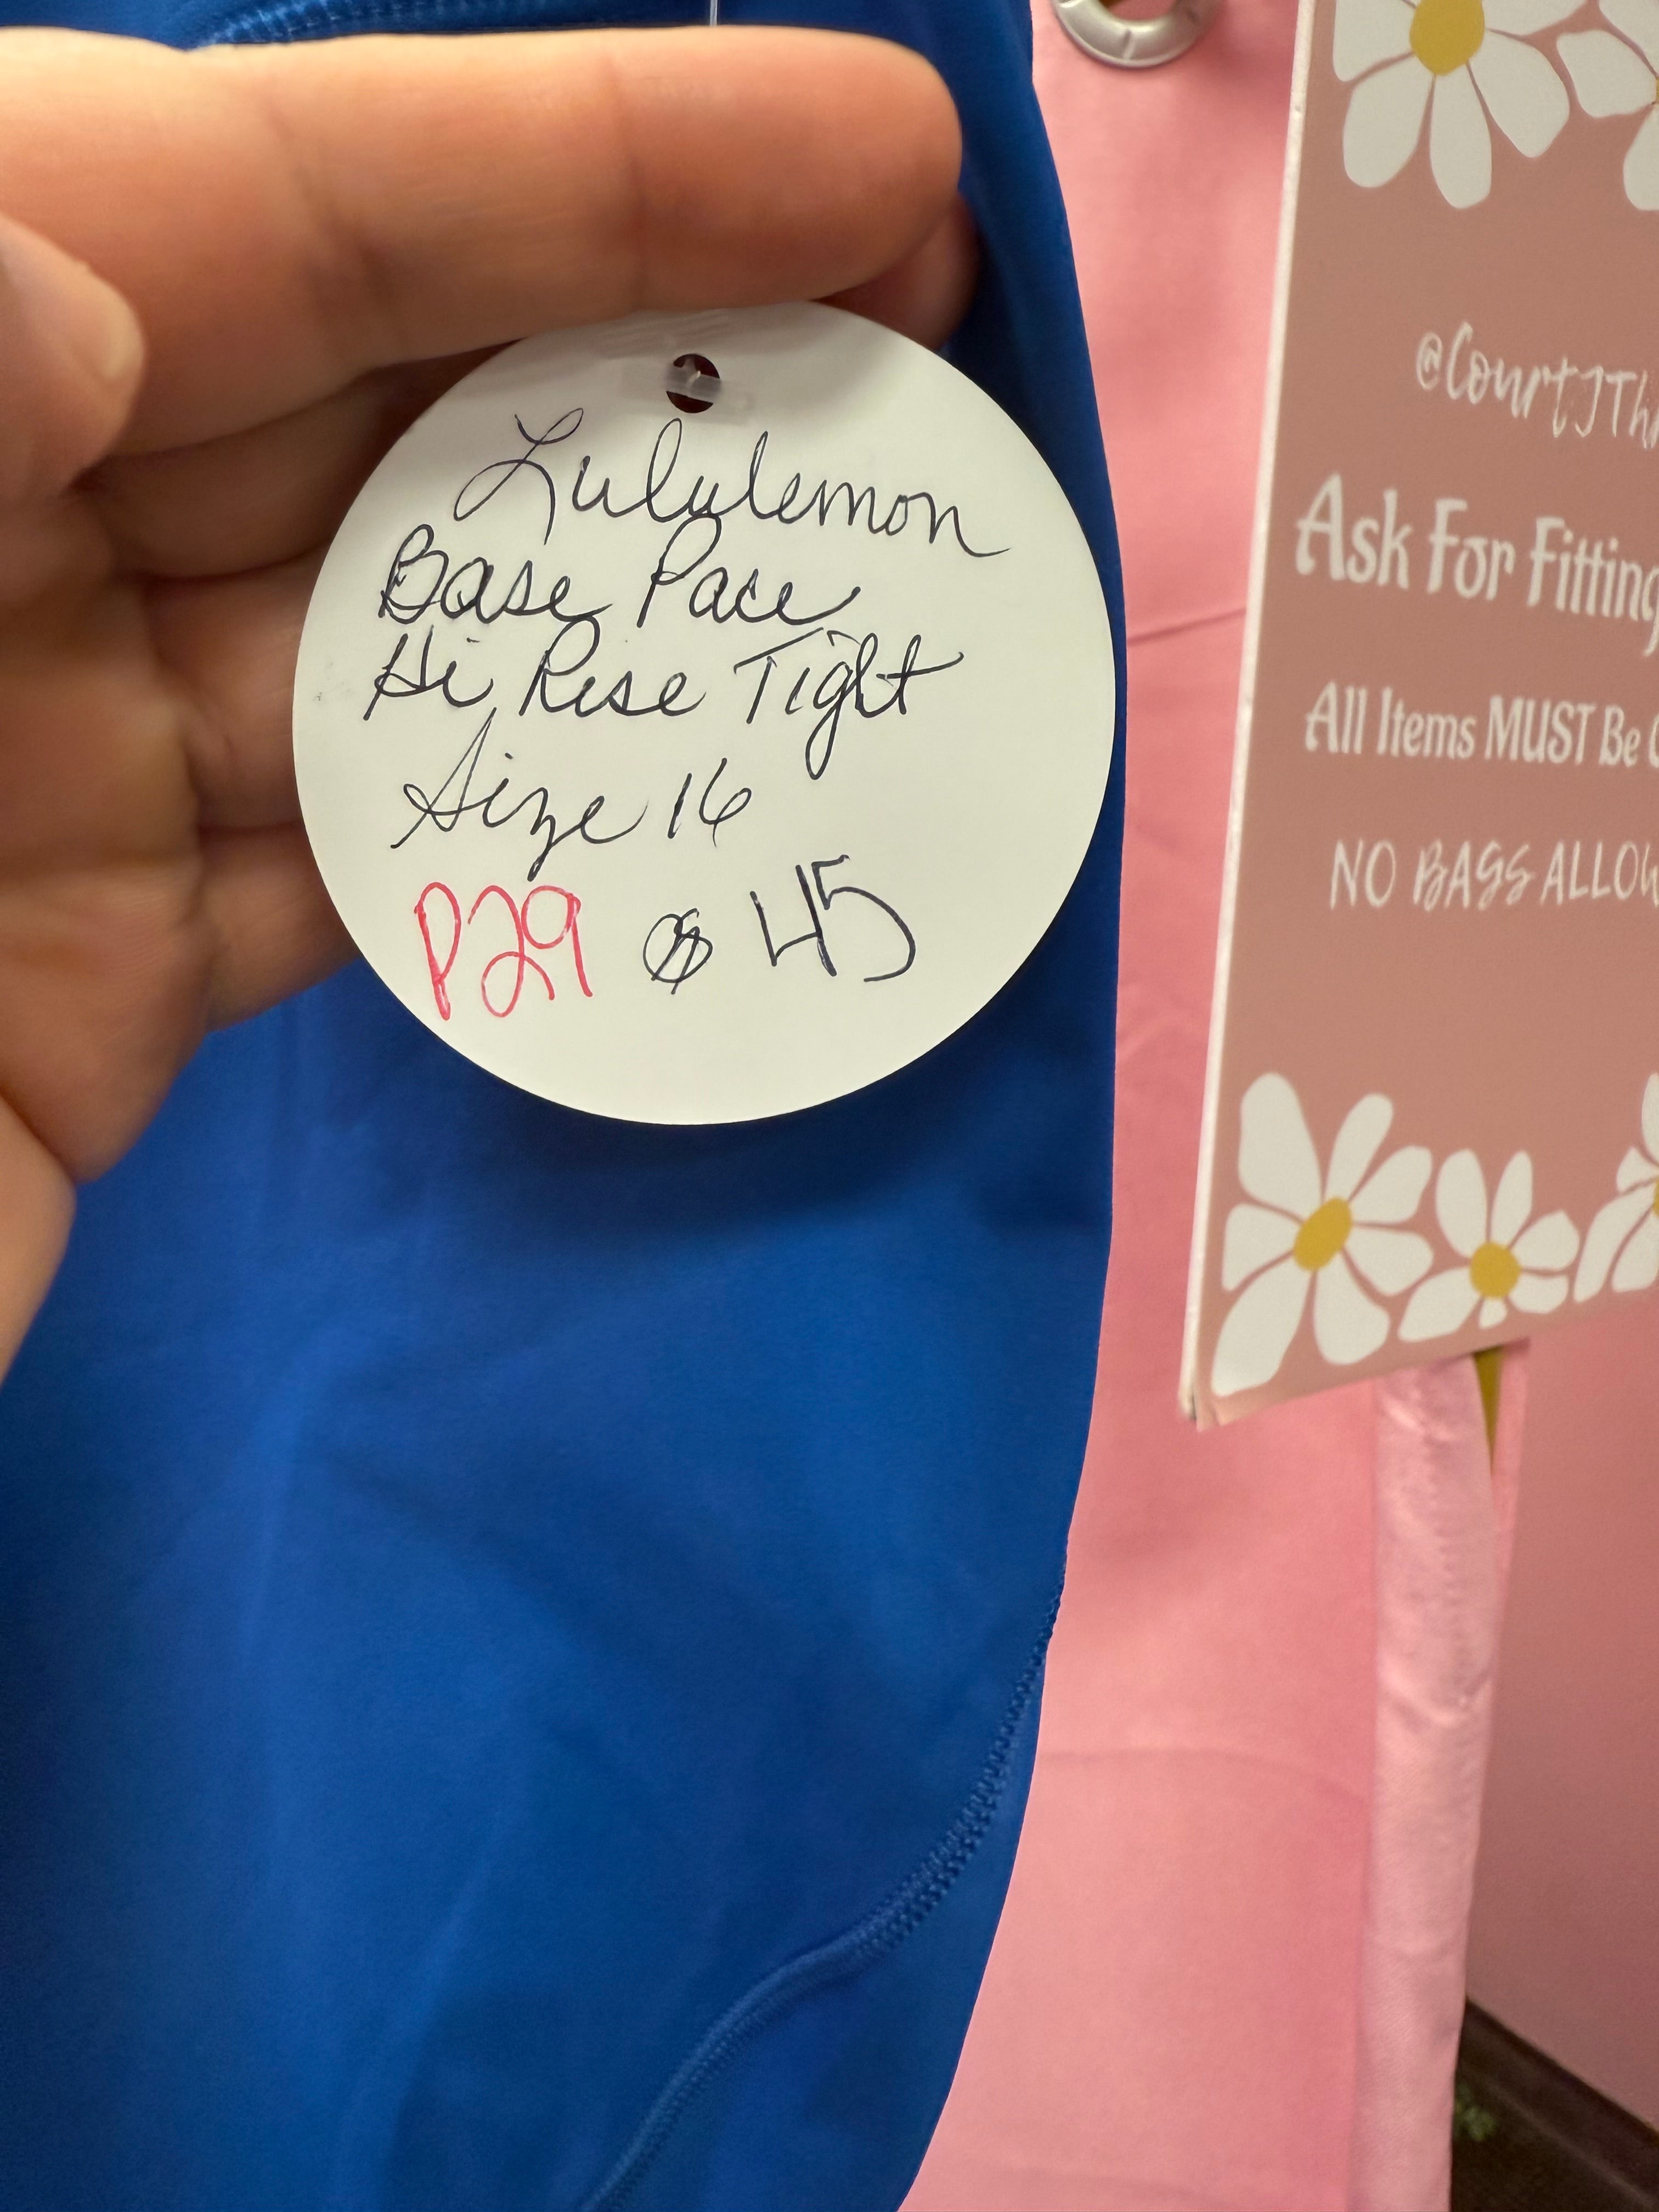 Lululemon
Base Pace
Hi Rise Tight
Size 16
P29 $ 45
@CourtJTh
Ask For Fitting
All Items MUST Be
NO BAGS ALLOW